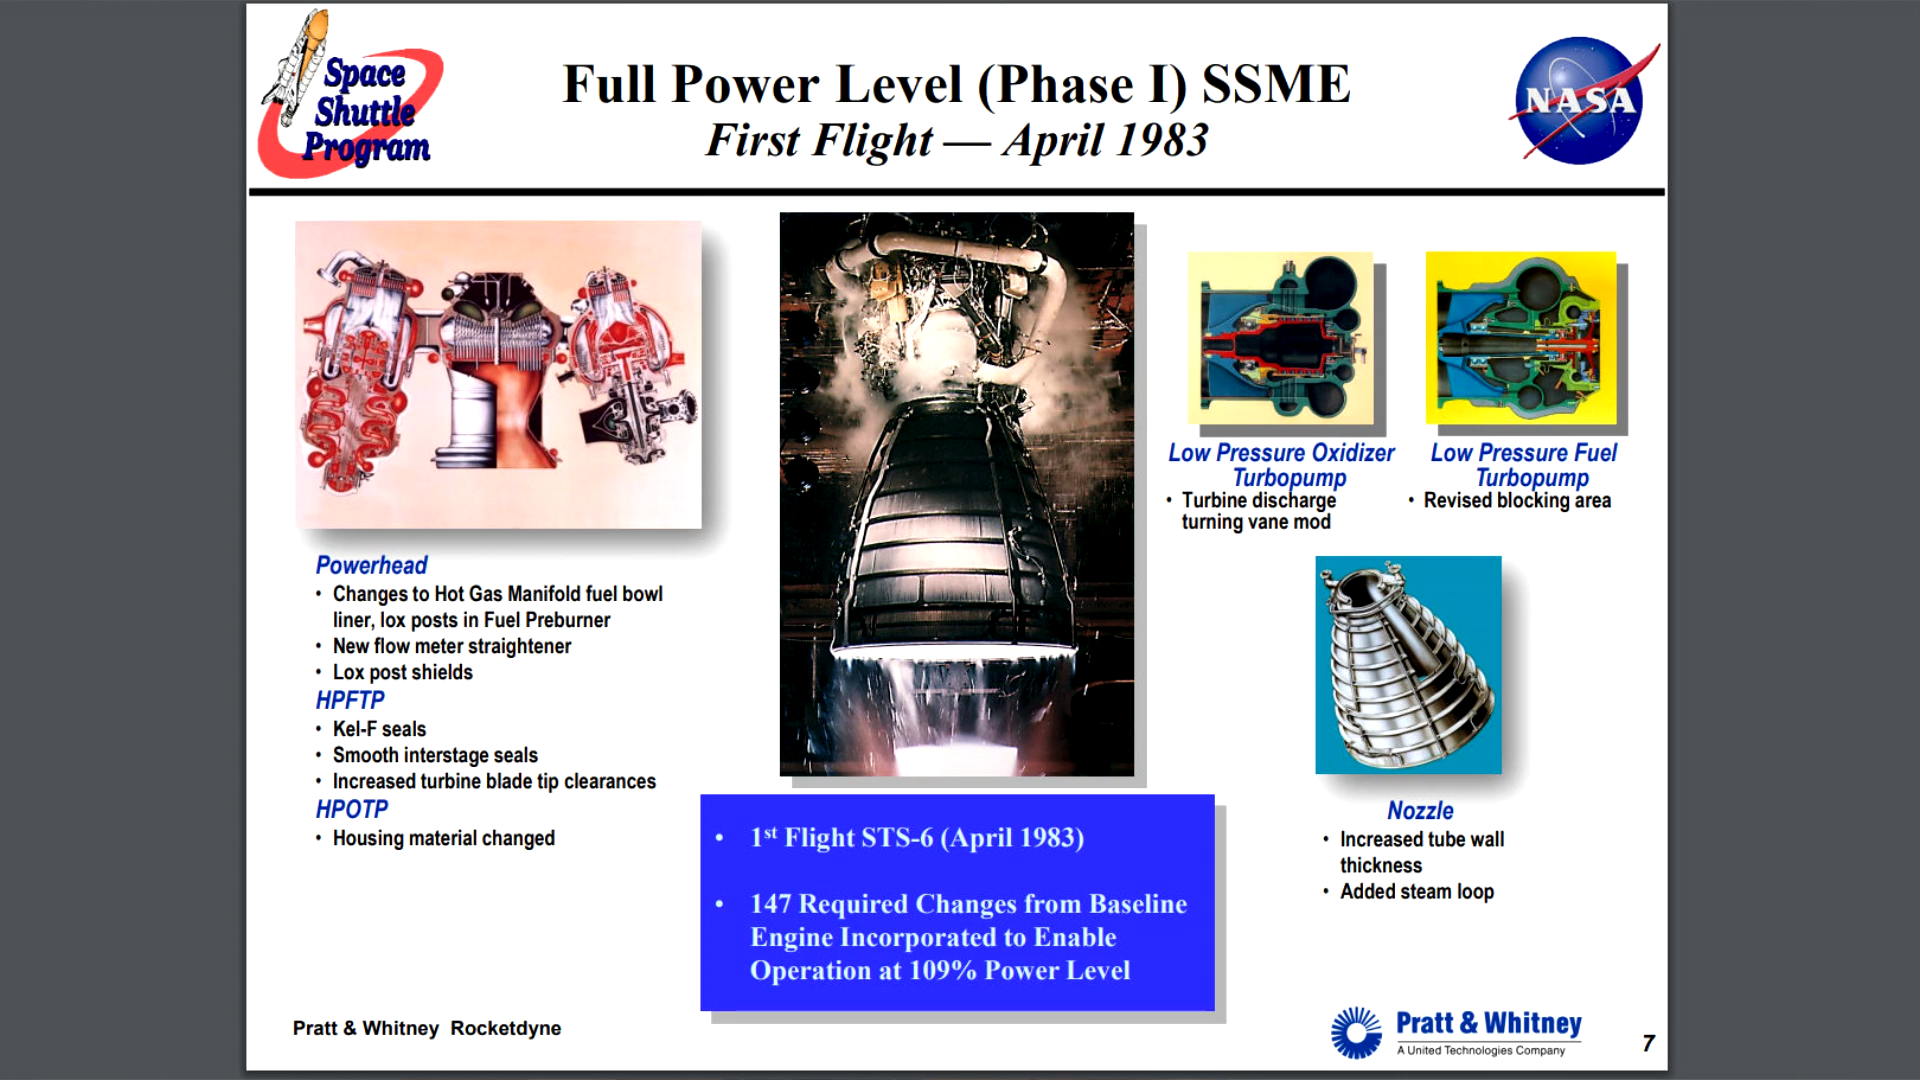 Space
Shuttle
Program
Full Power Level (Phase I) SSME
First Flight — April 1983
NASA
Powerhead
• Changes to Hot Gas Manifold fuel bowl
liner, lox posts in Fuel Preburner
• New flow meter straightener
• Lox post shields
HPFTP
• Kel-F seals
• Smooth interstage seals
• Increased turbine blade tip clearances
HPOTP
• Housing material changed
• 1st Flight STS-6 (April 1983)
• 147 Required Changes from Baseline
Engine Incorporated to Enable
Operation at 109% Power Level
Low Pressure Oxidizer
Turbopump
• Turbine discharge
turning vane mod
Low Pressure Fuel
Turbopump
• Revised blocking area
Nozzle
• Increased tube wall
thickness
• Added steam loop
Pratt & Whitney Rocketdyne
Pratt & Whitney
A United Technologies Company
7